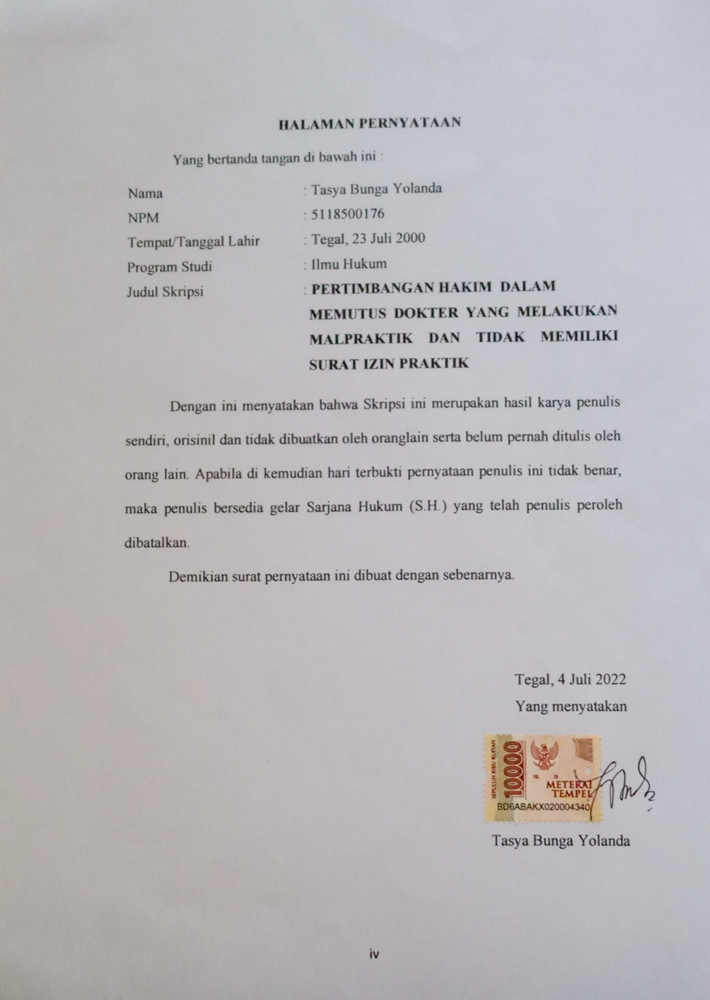 HALAMAN PERNYATAAN
Yang bertanda tangan di bawah ini :
Nama : Tasya Bunga Yolanda
NPM : 5118500176
Tempat/Tanggal Lahir : Tegal, 23 Juli 2000
Program Studi : Ilmu Hukum
Judul Skripsi : PERTIMBANGAN HAKIM DALAM
MEMUTUS DOKTER YANG MELAKUKAN
MALPRAKTIK DAN TIDAK MEMILIKI
SURAT IZIN PRAKTIK
Dengan ini menyatakan bahwa Skripsi ini merupakan hasil karya penulis
sendiri, orisinil dan tidak dibuatkan oleh oranglain serta belum pernah ditulis oleh
orang lain. Apabila di kemudian hari terbukti pernyataan penulis ini tidak benar,
maka penulis bersedia gelar Sarjana Hukum (S.H.) yang telah penulis peroleh
dibatalkan.
Demikian surat pernyataan ini dibuat dengan sebenarnya.
Tegal, 4 Juli 2022
Yang menyatakan
SEPULUH RIBU RUPIAH
10000
TGL. 20
METERAI
TEMPEL
BD6ABAKX020004340
Tasya Bunga Yolanda
iv